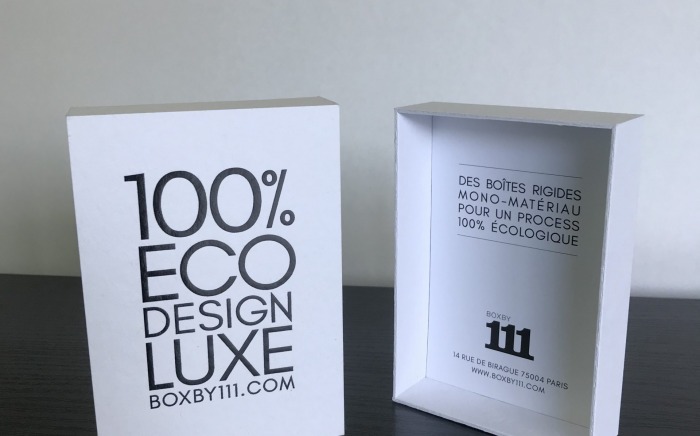 100%
ECO
DESIGN
LUXE
BOXBY111.COM
DES BOÎTES RIGIDES
MONO-MATÉRIAU
POUR UN PROCESS
100% ÉCOLOGIQUE
BOXBY
111
14 RUE DE BIRAGUE 75004 PARIS
WWW.BOXBY111.COM